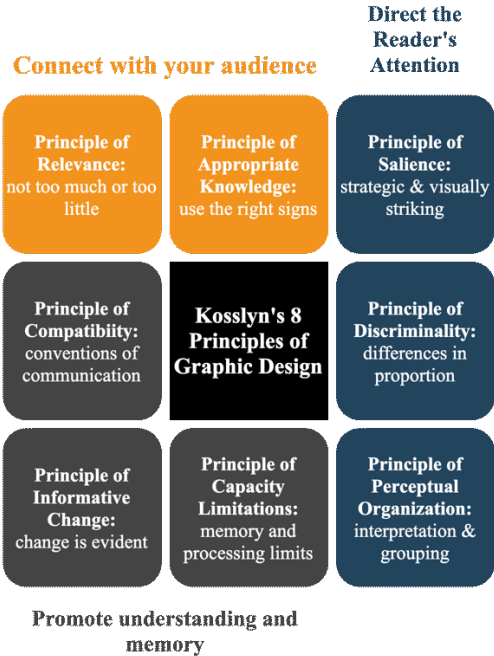 Connect with your audience
Direct the
Reader's
Attention
Principle of
Relevance:
not too much or too
little
Principle of
Appropriate
Knowledge:
use the right signs
Principle of
Salience:
strategic & visually
striking
Principle of
Compatibiity:
conventions of
communication
Kosslyn's 8
Principles of
Graphic Design
Principle of
Discriminality:
differences in
proportion
Principle of
Informative
Change:
change is evident
Principle of
Capacity
Limitations:
memory and
processing limits
Principle of
Perceptual
Organization:
interpretation &
grouping
Promote understanding and
memory